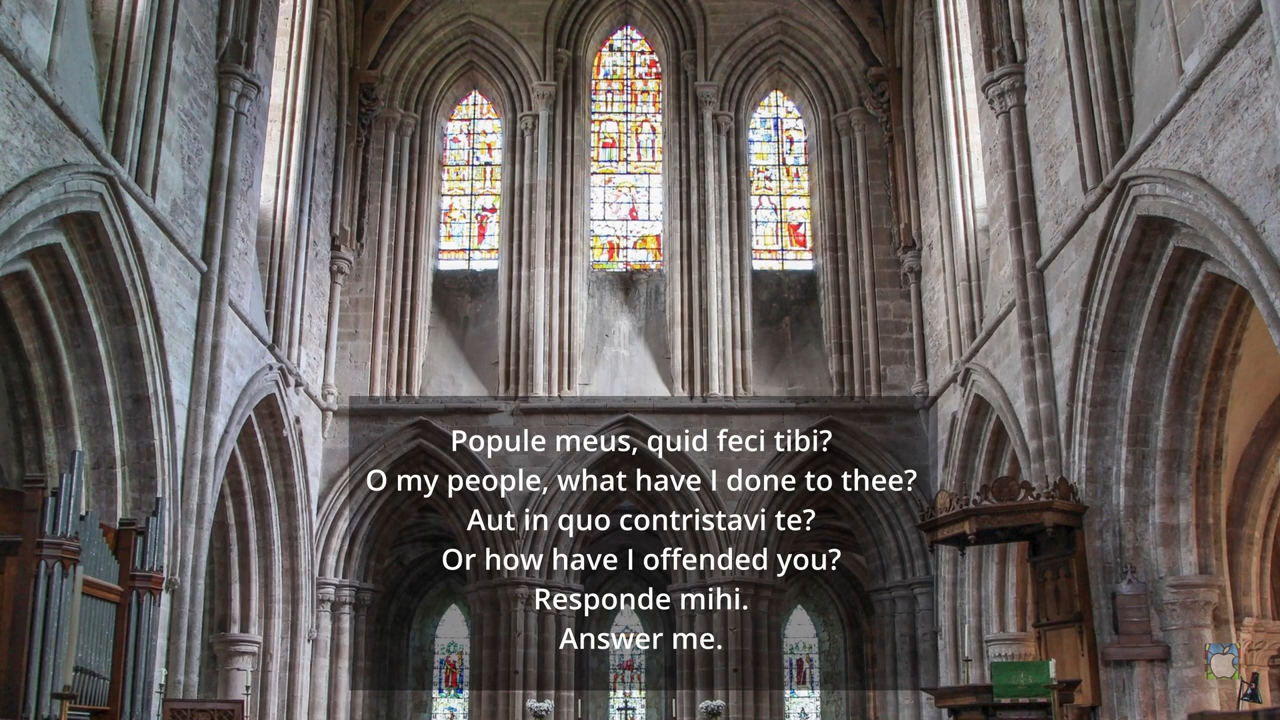 Popule meus, quid feci tibi?
O my people, what have I done to thee?
Aut in quo contristavi te?
Or how have I offended you?
Responde mihi.
Answer me.